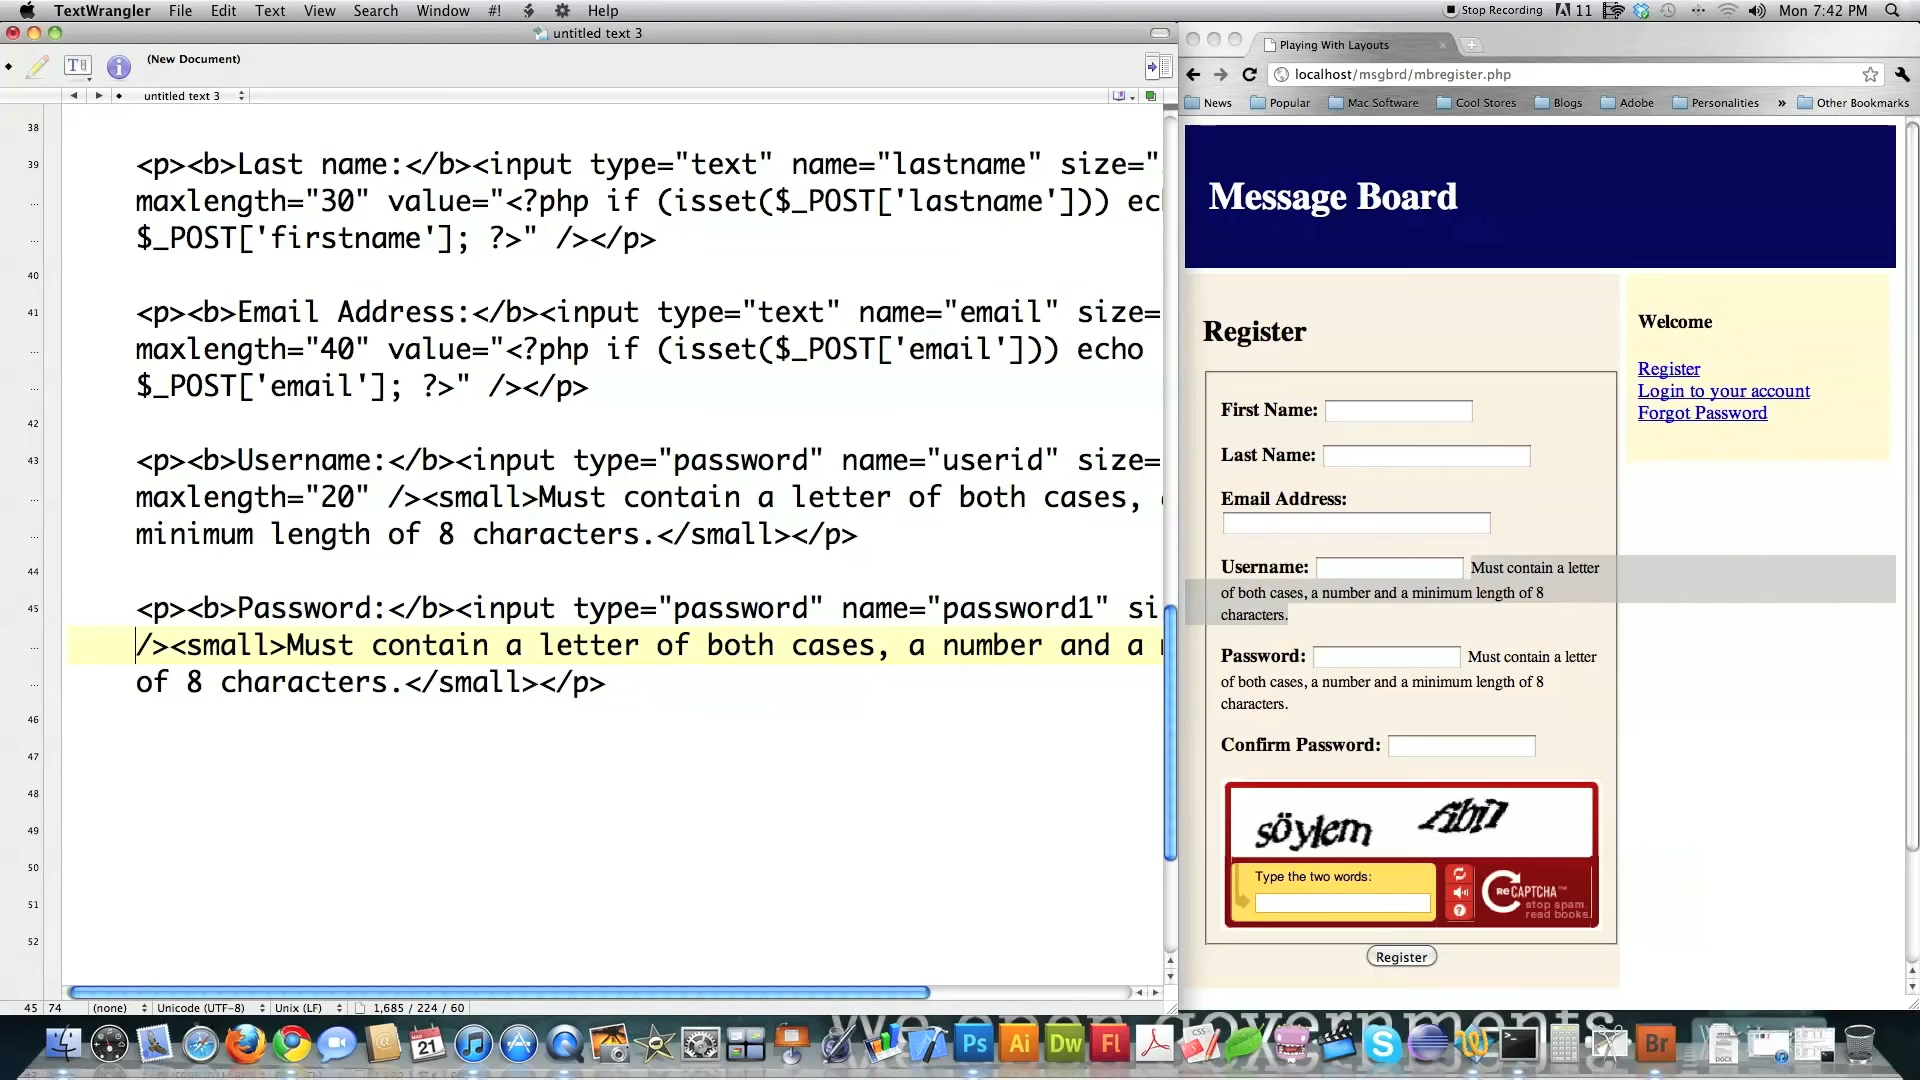 TextWrangler File Edit Text View Search Window #! Help
Stop Recording 11 Mon 7:42 PM
untitled text 3
(New Document)
untitled text 3
38
39 <p><b>Last name:</b><input type="text" name="lastname" size="
maxlength="30" value="<?php if (isset($_POST['lastname'])) ec
$_POST['firstname']; ?>" /></p>
40
41 <p><b>Email Address:</b><input type="text" name="email" size=
maxlength="40" value="<?php if (isset($_POST['email'])) echo
$_POST['email']; ?>" /></p>
42
43 <p><b>Username:</b><input type="password" name="userid" size=
maxlength="20" /><small>Must contain a letter of both cases,
minimum length of 8 characters.</small></p>
44
45 <p><b>Password:</b><input type="password" name="password1" si
/><small>Must contain a letter of both cases, a number and a
of 8 characters.</small></p>
46
47
48
49
50
51
52
45 74 (none) Unicode (UTF-8) Unix (LF) 1,685 / 224 / 60
Playing With Layouts
localhost/msgbrd/mbregister.php
News Popular Mac Software Cool Stores Blogs Adobe Personalities » Other Bookmarks
Message Board
Register
First Name:
Last Name:
Email Address:
Username: Must contain a letter
of both cases, a number and a minimum length of 8
characters.
Password: Must contain a letter
of both cases, a number and a minimum length of 8
characters.
Confirm Password:
söylem
Type the two words:
reCAPTCHA™
stop spam.
read books.
Register
Welcome
Register
Login to your account
Forgot Password
21
Ps Ai Dw Fl
CSS
Br
DOCX